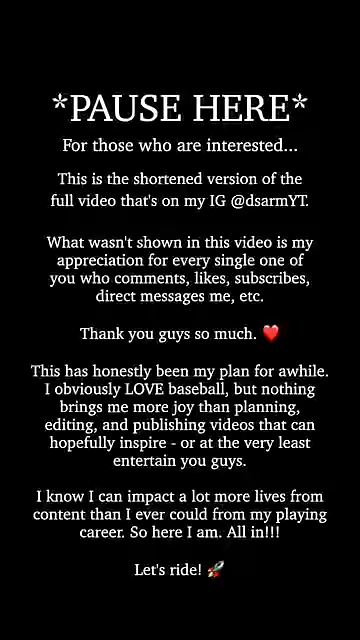 *PAUSE HERE*
For those who are interested...
This is the shortened version of the
full video that's on my IG @dsarmYT.
What wasn't shown in this video is my
appreciation for every single one of
you who comments, likes, subscribes,
direct messages me, etc.
Thank you guys so much. ❤️
This has honestly been my plan for awhile.
I obviously LOVE baseball, but nothing
brings me more joy than planning,
editing, and publishing videos that can
hopefully inspire - or at the very least
entertain you guys.
I know I can impact a lot more lives from
content than I ever could from my playing
career. So here I am. All in!!!
Let's ride! 🚀